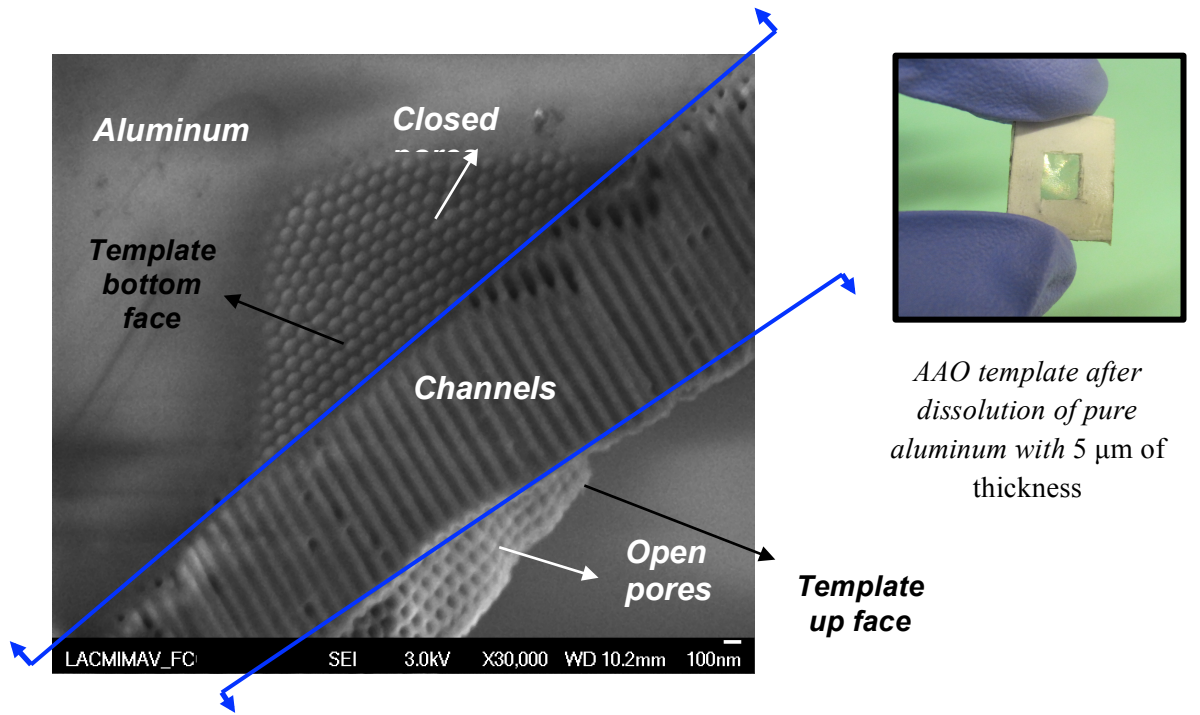 Aluminum
Closed
Template
bottom
face
Channels
Open
pores
Template
up face
LACMIMAV_FC
SEI 3.0kV X30,000 WD 10.2mm 100nm
AAO template after
dissolution of pure
aluminum with 5 μm of
thickness